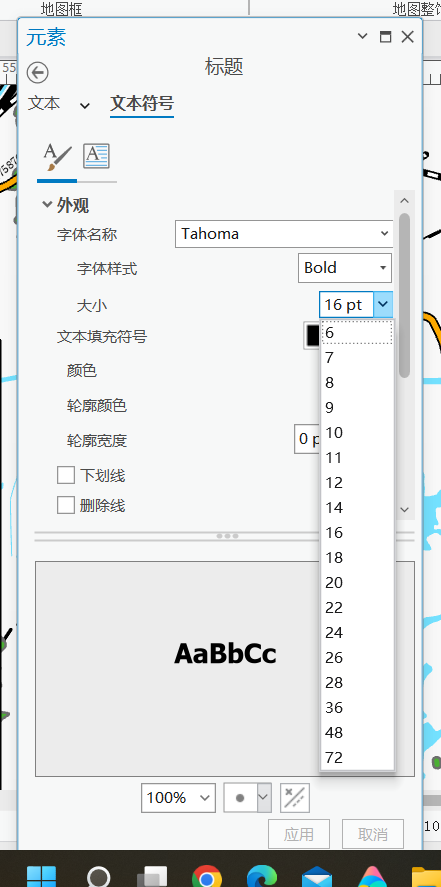 地图框
地图整饰
元素
标题
55
文本
文本符号
7587
外观
字体名称
Tahoma
字体样式
Bold
大小
16 pt
文本填充符号
6
7
颜色
8
轮廓颜色
9
轮廓宽度
0 p
10
11
下划线
12
删除线
14
16
18
20
22
24
AaBbCc
26
28
36
48
72
100%
10
应用
取消